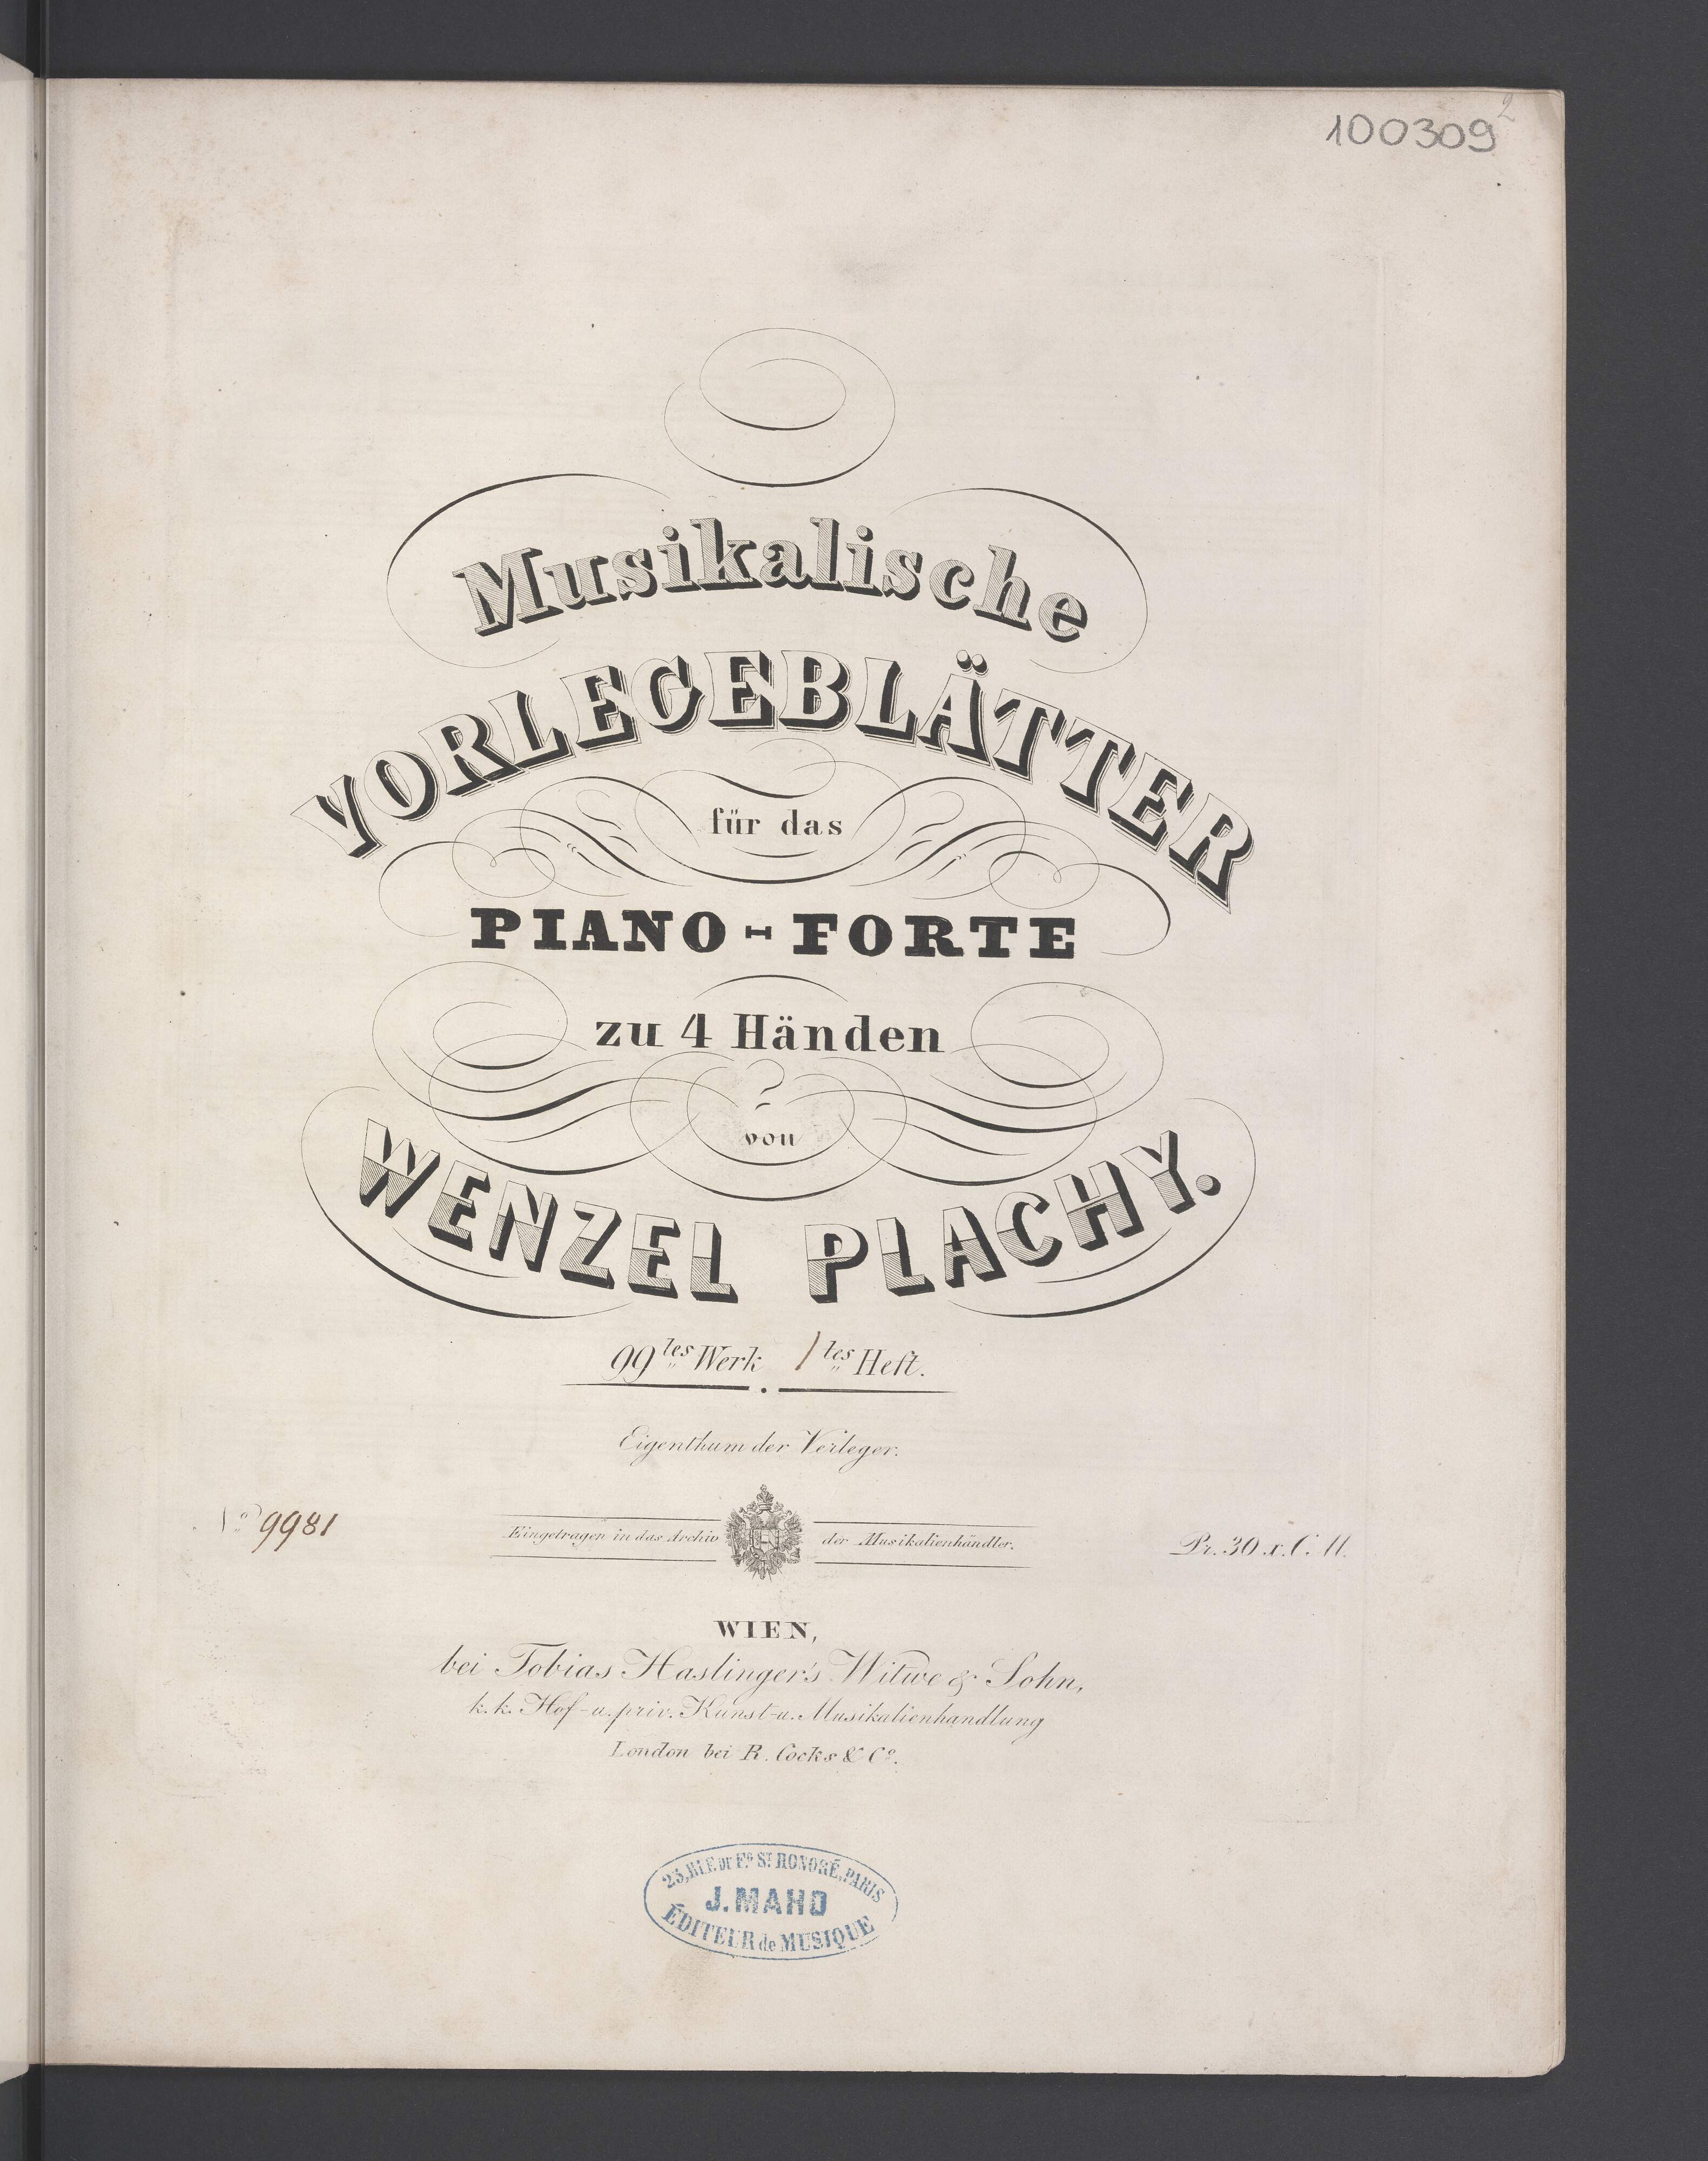 100309²
Musikalische
VORLEGEBLÄTTER
für das
PIANO-FORTE
zu 4 Händen
von
WENZEL PLACHY.
99tes Werk 1tes Heft.
Eigenthum der Verleger.
No 9981
Eingetragen in das Archiv der Musikalienhändler.
Pr. 30 x. C. M.
WIEN,
bei Tobias Haslinger's Witwe & Sohn,
k.k. Hof- u. priv. Kunst- u. Musikalienhandlung
London bei R. Cocks & Co.
25, RUE DU Fg. ST. HONORÉ, PARIS
J. MAHO
ÉDITEUR de MUSIQUE